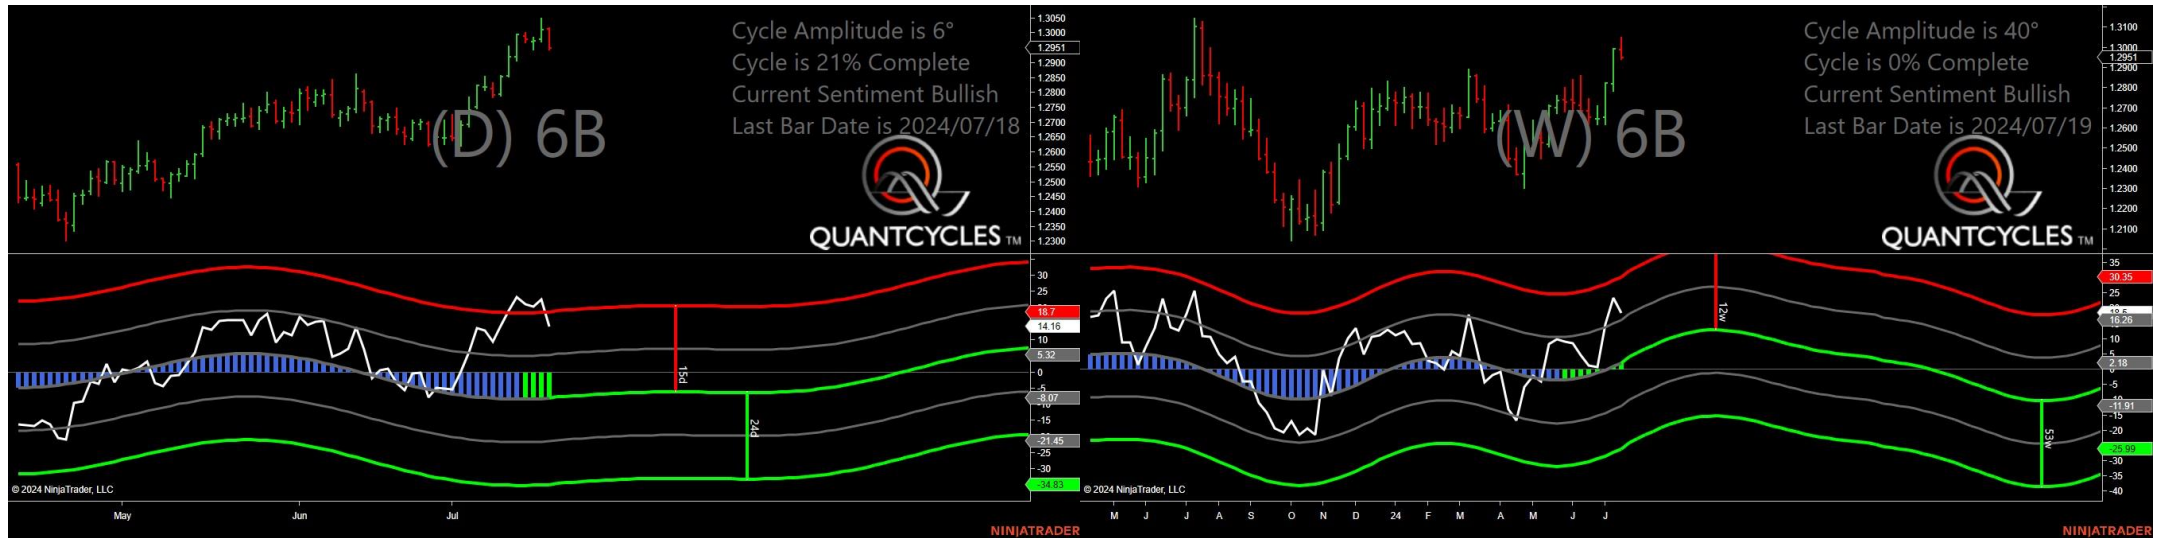 Cycle Amplitude is 6°
Cycle is 21% Complete
Current Sentiment Bullish
Last Bar Date is 2024/07/18
(D) 6B
QUANTCYCLES TM
1.3050
1.3000
1.2951
1.2900
1.2850
1.2800
1.2750
1.2700
1.2650
1.2600
1.2550
1.2500
1.2450
1.2400
1.2350
1.2300
30
25
18.7
14.16
10
5.32
0
-5
-8.07
-15
-21.45
-25
-30
-34.83
15d
24d
© 2024 NinjaTrader, LLC
May Jun Jul
NINJATRADER
Cycle Amplitude is 40°
Cycle is 0% Complete
Current Sentiment Bullish
Last Bar Date is 2024/07/19
(W) 6B
QUANTCYCLES TM
1.3100
1.3000
1.2951
1.2900
1.2800
1.2700
1.2600
1.2500
1.2400
1.2300
1.2200
1.2100
35
30.35
25
16.26
10
5
2.18
0
-5
-11.91
-15
-20
-25.99
-30
-35
-40
12w
53w
© 2024 NinjaTrader, LLC
M J J A S O N D 24 F M A M J J
NINJATRADER